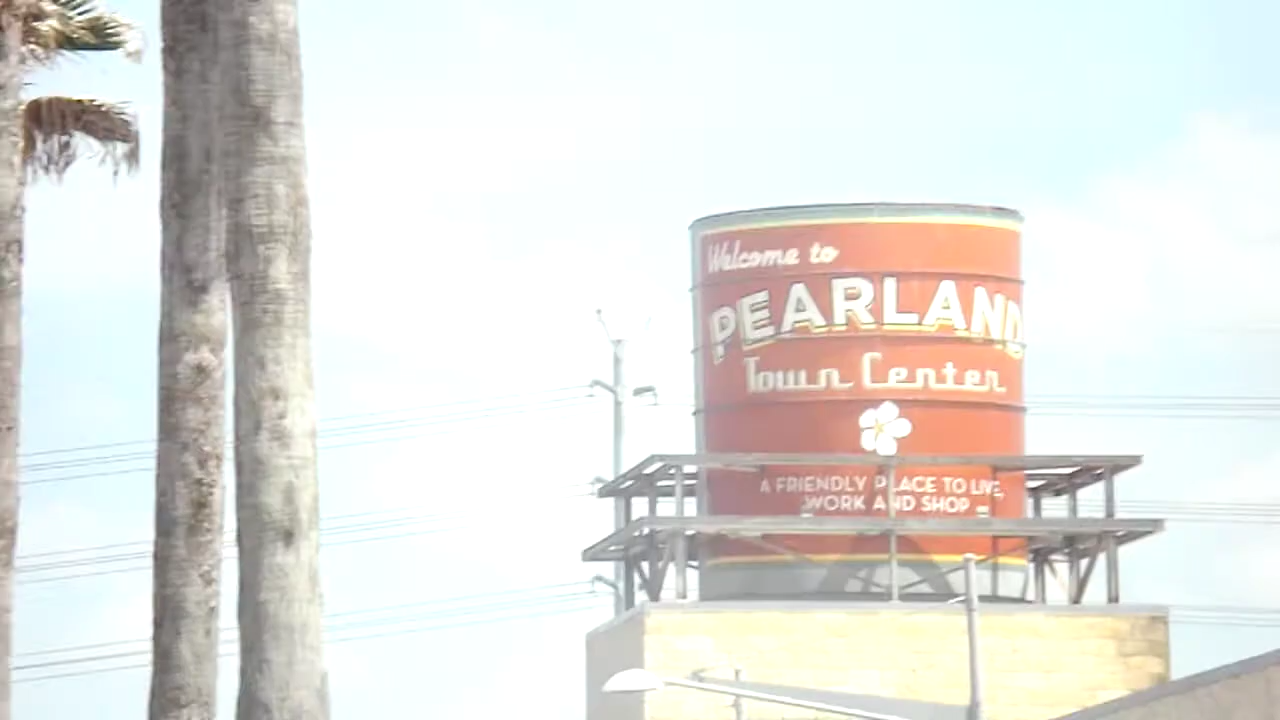 Welcome to
PEARLAND
Town Center
A FRIENDLY PLACE TO LIVE,
WORK AND SHOP